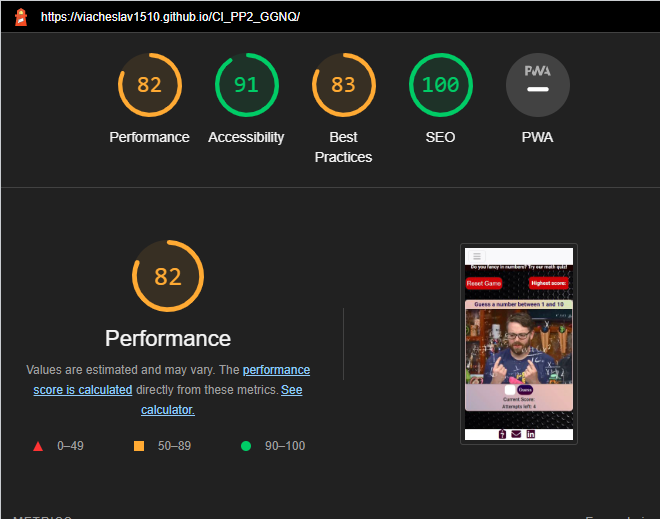 https://viacheslav1510.github.io/CI_PP2_GGNQ/
82 91 83 100 PWA
Performance Accessibility Best Practices SEO PWA
82
Performance
Values are estimated and may vary. The performance
score is calculated directly from these metrics. See
calculator.
0–49 50–89 90–100
Do you fancy in numbers? Try our math quiz!
Reset Game Highest score:
Guess a number between 1 and 10
Guess
Current Score:
Attempts left: 4
METRICS